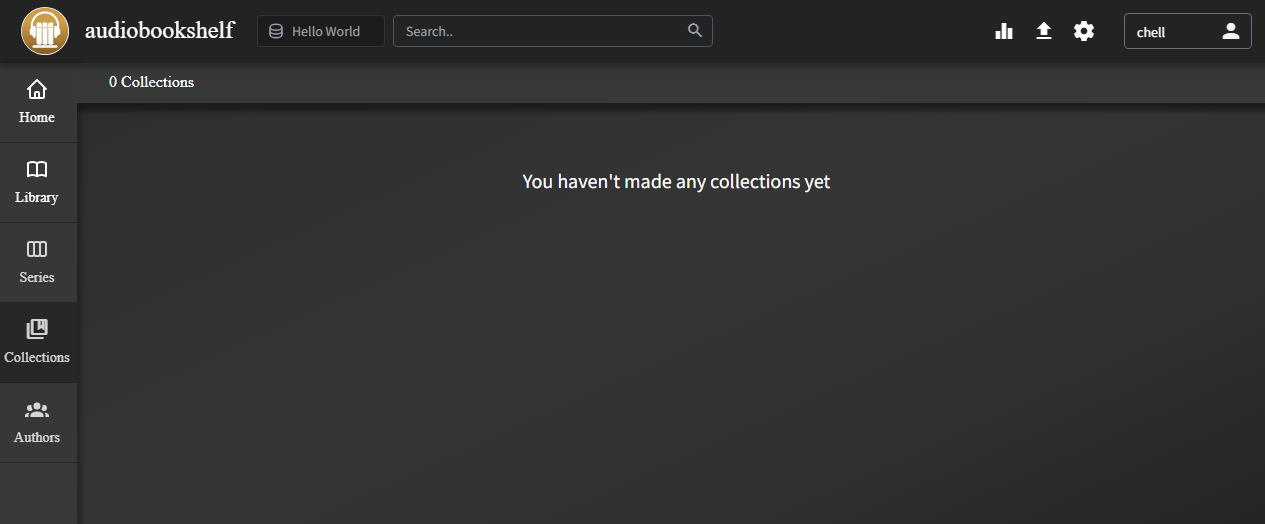 audiobookshelf
Hello World
Search..
chell
0 Collections
Home
Library
Series
Collections
Authors
You haven't made any collections yet